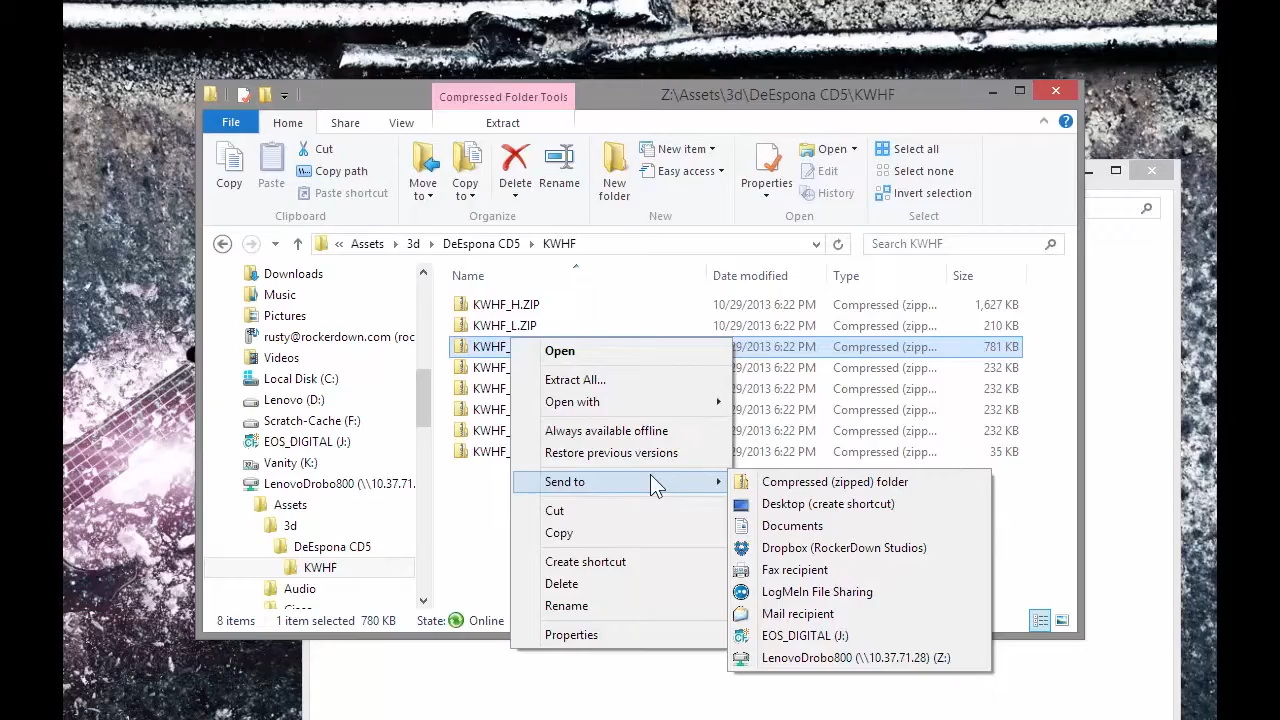 Compressed Folder Tools
Z:\Assets\3d\DeEspona CD5\KWHF
File
Home
Share
View
Extract
Copy
Paste
Cut
Copy path
Paste shortcut
Clipboard
Move to
Copy to
Delete
Rename
Organize
New folder
New item
Easy access
New
Properties
Open
Edit
History
Open
Select all
Select none
Invert selection
Select
« Assets
3d
DeEspona CD5
KWHF
Search KWHF
Downloads
Music
Pictures
rusty@rockerdown.com (roc
Videos
Local Disk (C:)
Lenovo (D:)
Scratch-Cache (F:)
EOS_DIGITAL (J:)
Vanity (K:)
LenovoDrobo800 (\\10.37.71.
Assets
3d
DeEspona CD5
KWHF
Audio
Name Date modified Type Size
KWHF_H.ZIP 10/29/2013 6:22 PM Compressed (zipp... 1,627 KB
KWHF_L.ZIP 10/29/2013 6:22 PM Compressed (zipp... 210 KB
KWHF_ 29/2013 6:22 PM Compressed (zipp... 781 KB
KWHF_ 29/2013 6:22 PM Compressed (zipp... 232 KB
KWHF_ 29/2013 6:22 PM Compressed (zipp... 232 KB
KWHF_ 29/2013 6:22 PM Compressed (zipp... 232 KB
KWHF_ 29/2013 6:22 PM Compressed (zipp... 232 KB
KWHF_ 29/2013 6:22 PM Compressed (zipp... 35 KB
Open
Extract All...
Open with
Always available offline
Restore previous versions
Send to
Cut
Copy
Create shortcut
Delete
Rename
Properties
Compressed (zipped) folder
Desktop (create shortcut)
Documents
Dropbox (RockerDown Studios)
Fax recipient
LogMeIn File Sharing
Mail recipient
EOS_DIGITAL (J:)
LenovoDrobo800 (\\10.37.71.28) (Z:)
8 items 1 item selected 780 KB State: Online